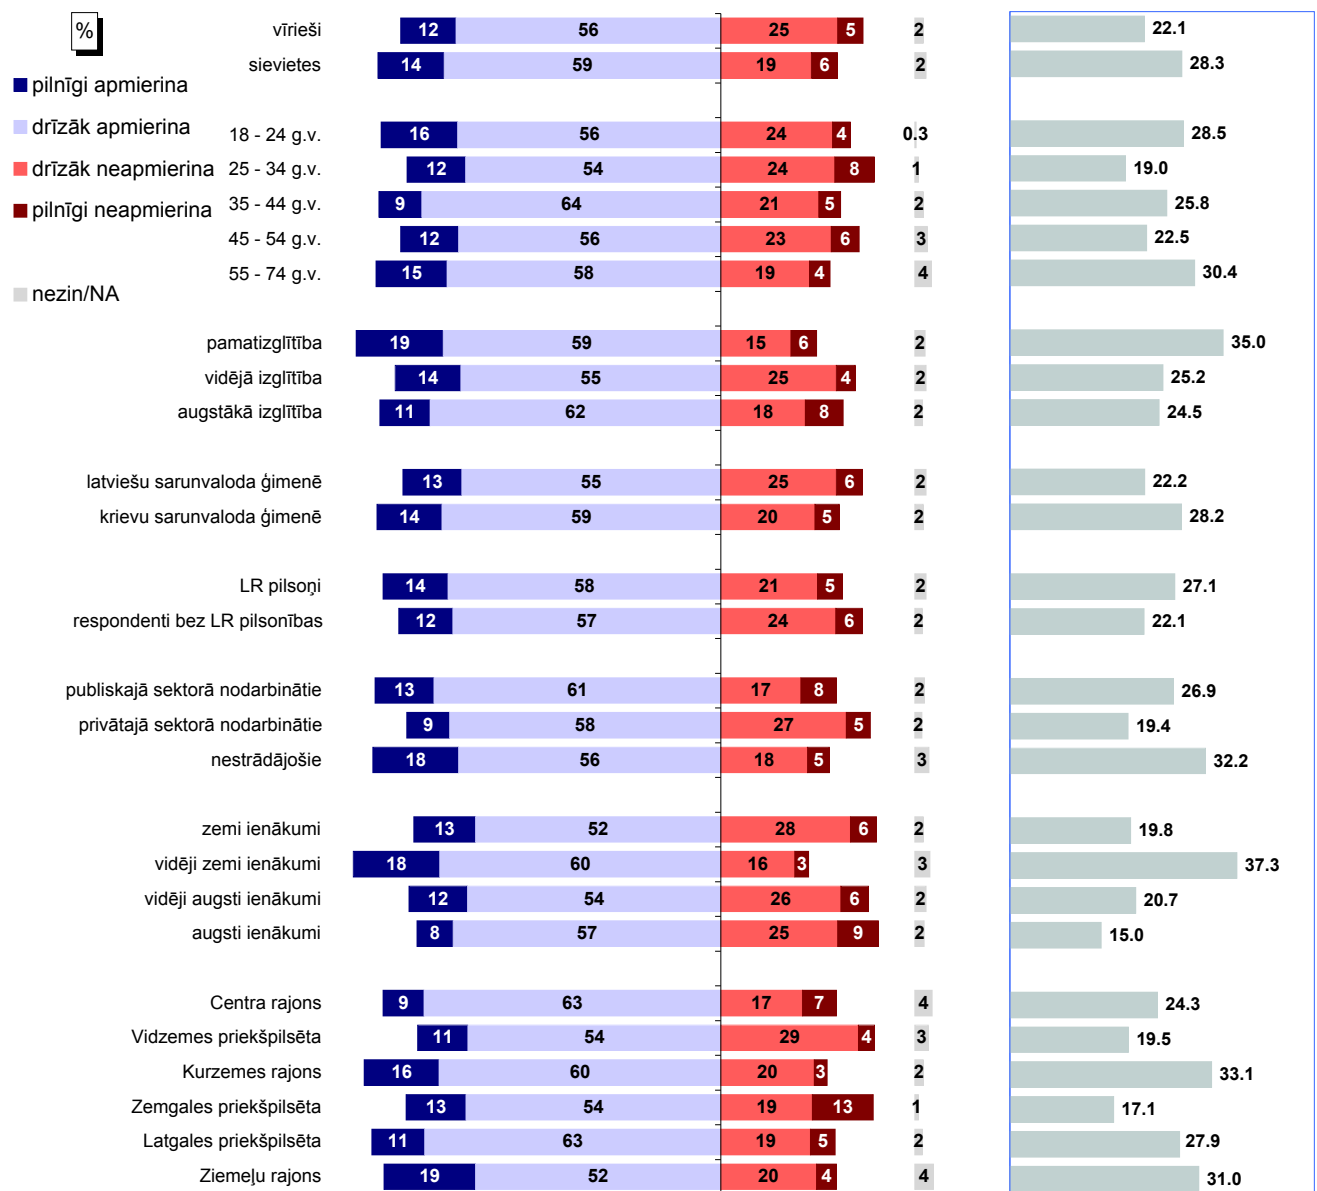 %
pilnīgi apmierina
drīzāk apmierina
drīzāk neapmierina
pilnīgi neapmierina
nezin/NA
vīrieši 12 56 25 5 2 22.1
sievietes 14 59 19 6 2 28.3
18 - 24 g.v. 16 56 24 4 0.3 28.5
25 - 34 g.v. 12 54 24 8 1 19.0
35 - 44 g.v. 9 64 21 5 2 25.8
45 - 54 g.v. 12 56 23 6 3 22.5
55 - 74 g.v. 15 58 19 4 4 30.4
pamatizglītība 19 59 15 6 2 35.0
vidējā izglītība 14 55 25 4 2 25.2
augstākā izglītība 11 62 18 8 2 24.5
latviešu sarunvaloda ģimenē 13 55 25 6 2 22.2
krievu sarunvaloda ģimenē 14 59 20 5 2 28.2
LR pilsoņi 14 58 21 5 2 27.1
respondenti bez LR pilsonības 12 57 24 6 2 22.1
publiskajā sektorā nodarbinātie 13 61 17 8 2 26.9
privātajā sektorā nodarbinātie 9 58 27 5 2 19.4
nestrādājošie 18 56 18 5 3 32.2
zemi ienākumi 13 52 28 6 2 19.8
vidēji zemi ienākumi 18 60 16 3 3 37.3
vidēji augsti ienākumi 12 54 26 6 2 20.7
augsti ienākumi 8 57 25 9 2 15.0
Centra rajons 9 63 17 7 4 24.3
Vidzemes priekšpilsēta 11 54 29 4 3 19.5
Kurzemes rajons 16 60 20 3 2 33.1
Zemgales priekšpilsēta 13 54 19 13 1 17.1
Latgales priekšpilsēta 11 63 19 5 2 27.9
Ziemeļu rajons 19 52 20 4 4 31.0